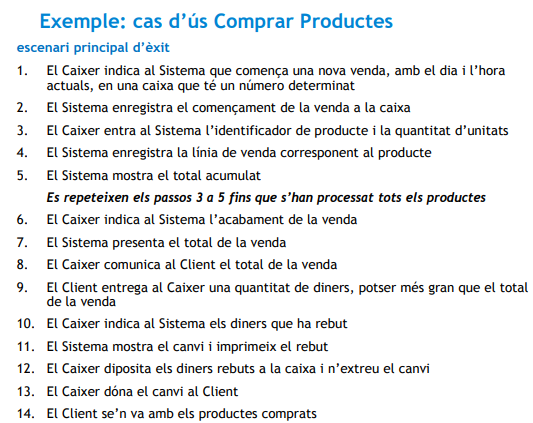 Exemple: cas d'ús Comprar Productes
escenari principal d'èxit
1. El Caixer indica al Sistema que comença una nova venda, amb el dia i l'hora
actuals, en una caixa que té un número determinat
2. El Sistema enregistra el començament de la venda a la caixa
3. El Caixer entra al Sistema l'identificador de producte i la quantitat d'unitats
4. El Sistema enregistra la línia de venda corresponent al producte
5. El Sistema mostra el total acumulat
Es repeteixen els passos 3 a 5 fins que s'han processat tots els productes
6. El Caixer indica al Sistema l'acabament de la venda
7. El Sistema presenta el total de la venda
8. El Caixer comunica al Client el total de la venda
9. El Client entrega al Caixer una quantitat de diners, potser més gran que el total
de la venda
10. El Caixer indica al Sistema els diners que ha rebut
11. El Sistema mostra el canvi i imprimeix el rebut
12. El Caixer diposita els diners rebuts a la caixa i n'extreu el canvi
13. El Caixer dóna el canvi al Client
14. El Client se'n va amb els productes comprats